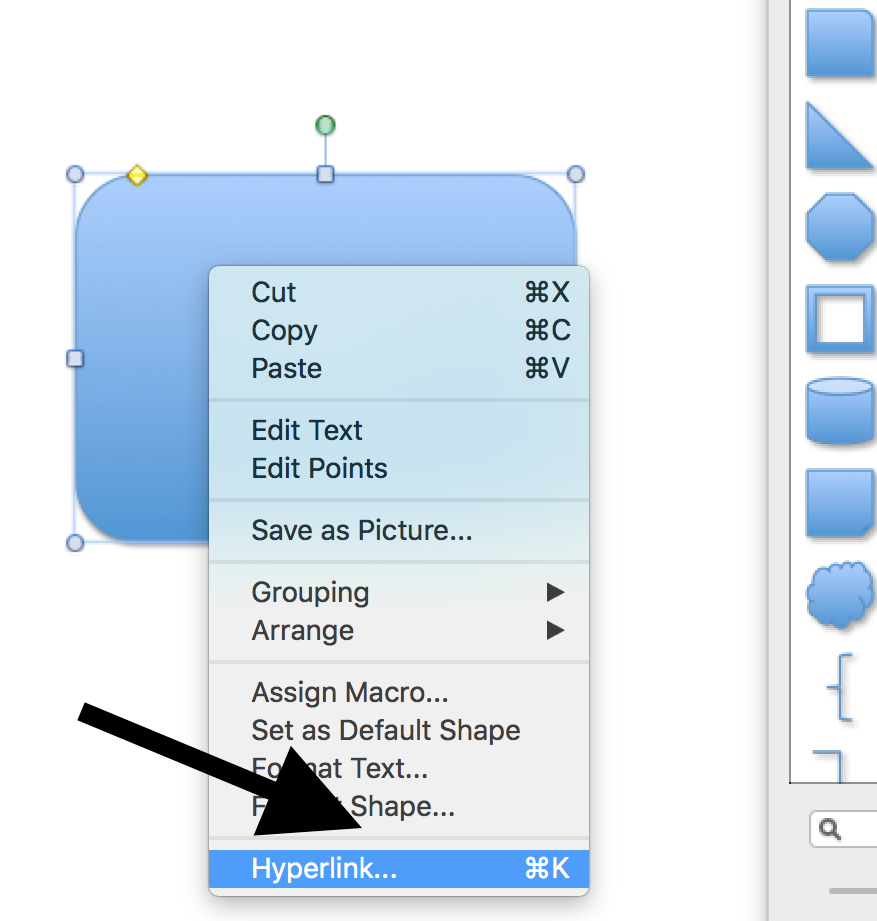 Cut ⌘X
Copy ⌘C
Paste ⌘V
Edit Text
Edit Points
Save as Picture...
Grouping
Arrange
Assign Macro...
Set as Default Shape
Text...
Shape...
Hyperlink... ⌘K